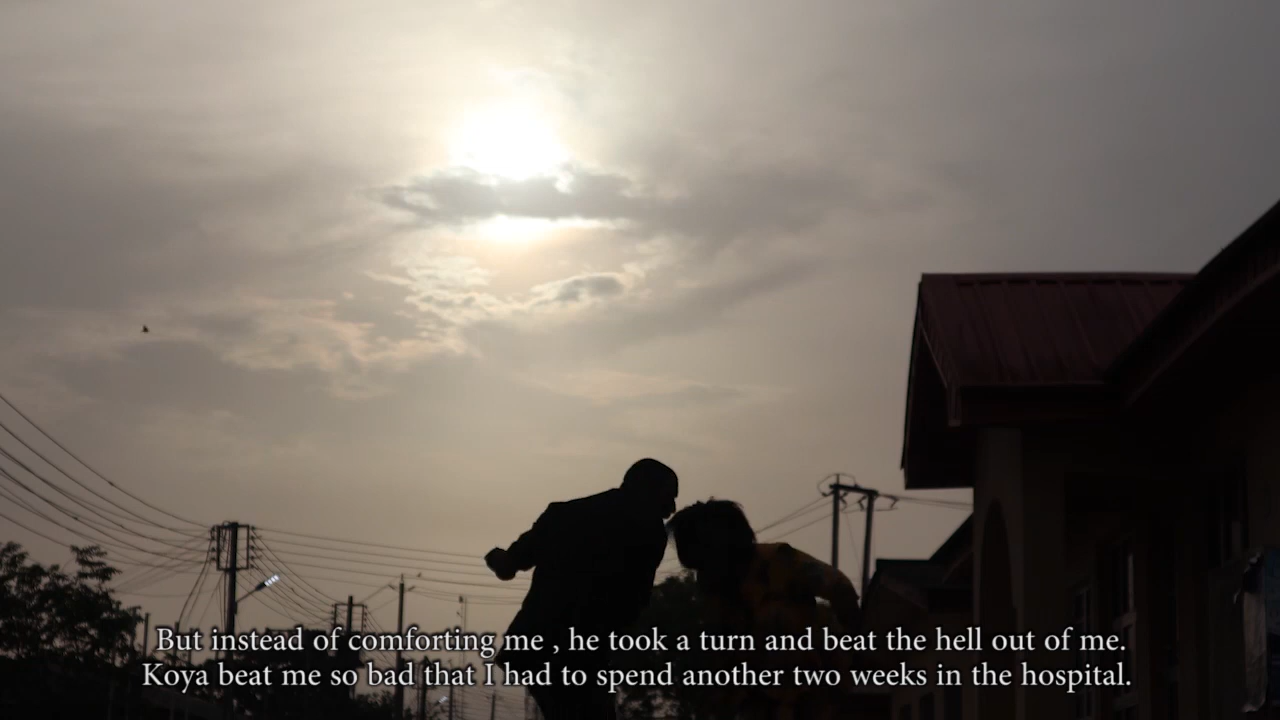 But instead of comforting me , he took a turn and beat the hell out of me.
Koya beat me so bad that I had to spend another two weeks in the hospital.